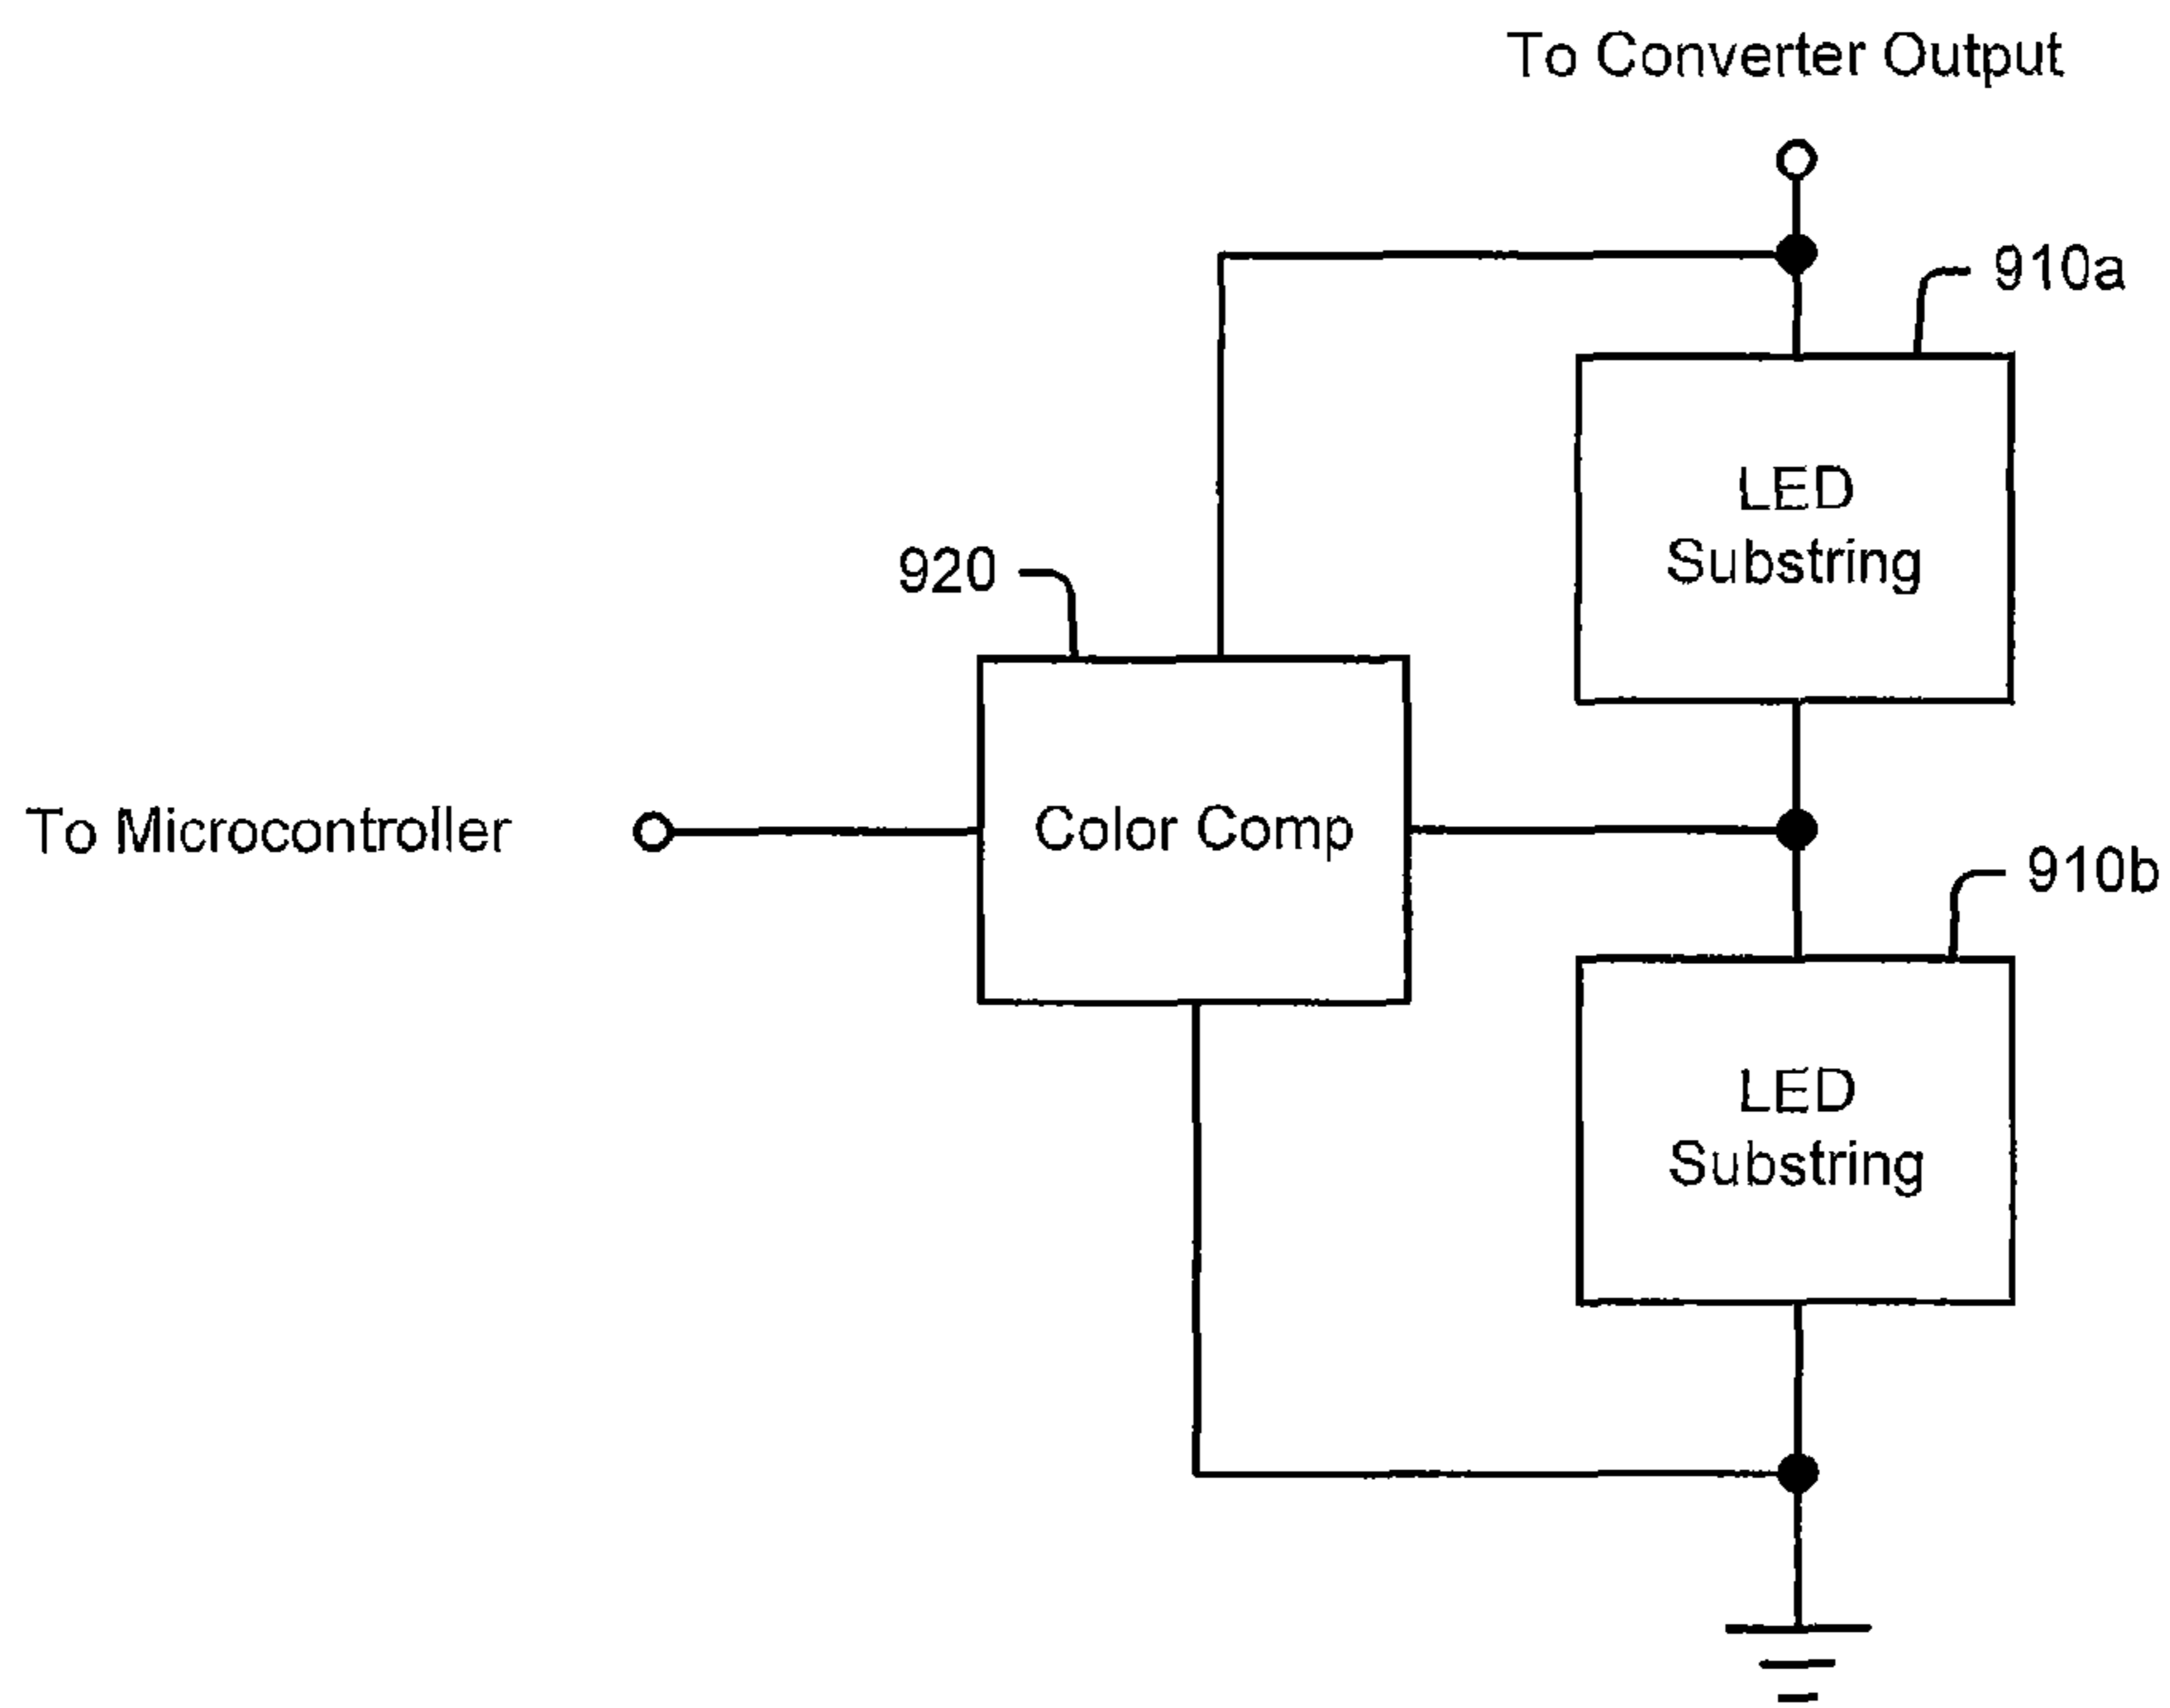 To Converter Output
910a
LED
Substring
920
Color Comp
To Microcontroller
910b
LED
Substring